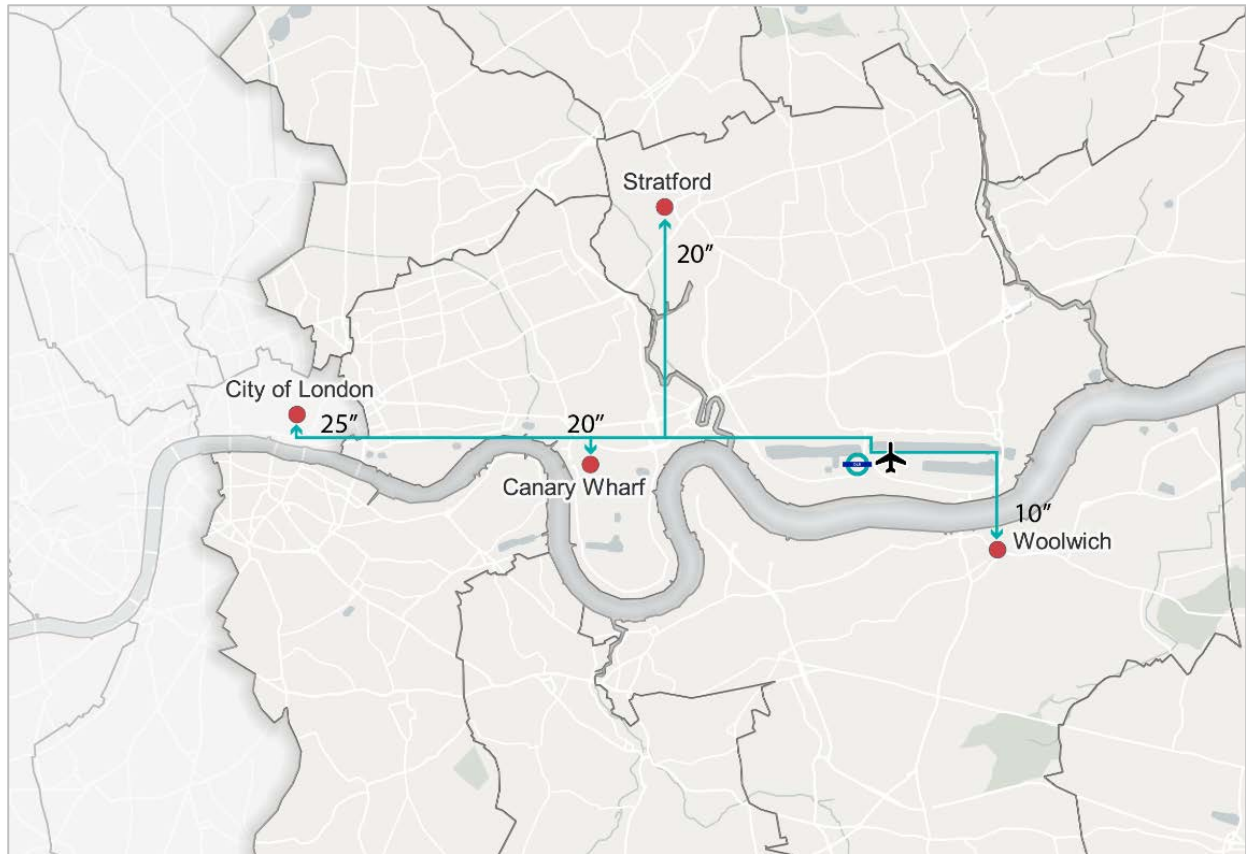 Stratford
20”
City of London
25”
20”
Canary Wharf
10”
Woolwich